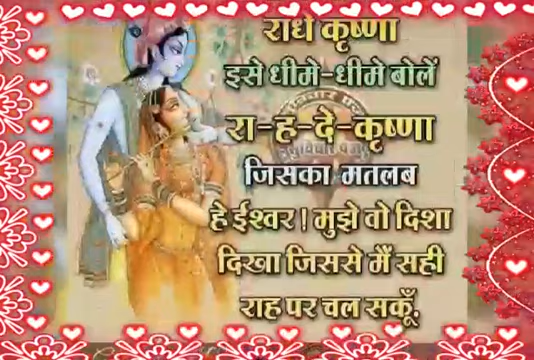 राधे कृष्णा
इसे धीमे-धीमे बोलें
रा-ह-दे-कृष्णा
जिसका मतलब
हे ईश्वर! मुझे वो दिशा
दिखा जिससे मैं सही
राह पर चल सकूँ.